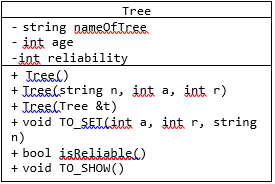 Tree
- string nameOfTree
- int age
-int reliability
+ Tree()
+ Tree(string n, int a, int r)
+ Tree(Tree &t)
+ void TO_SET(int a, int r, string
n)
+ bool isReliable()
+ void TO_SHOW()